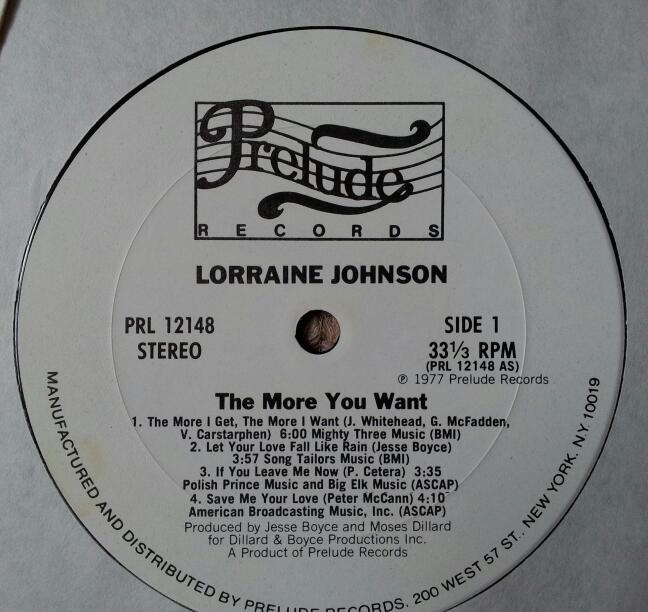 Prelude
RECORDS
LORRAINE JOHNSON
PRL 12148
STEREO
SIDE 1
33⅓ RPM
(PRL 12148 AS)
℗ 1977 Prelude Records
The More You Want
1. The More I Get, The More I Want (J. Whitehead, G. McFadden,
V. Carstarphen) 6:00 Mighty Three Music (BMI)
2. Let Your Love Fall Like Rain (Jesse Boyce)
3:57 Song Tailors Music (BMI)
3. If You Leave Me Now (P. Cetera) 3:35
Polish Prince Music and Big Elk Music (ASCAP)
4. Save Me Your Love (Peter McCann) 4:10
American Broadcasting Music, Inc. (ASCAP)
Produced by Jesse Boyce and Moses Dillard
for Dillard & Boyce Productions Inc.
A Product of Prelude Records
MANUFACTURED AND DISTRIBUTED BY PRELUDE RECORDS, 200 WEST 57 ST., NEW YORK, N.Y. 10019